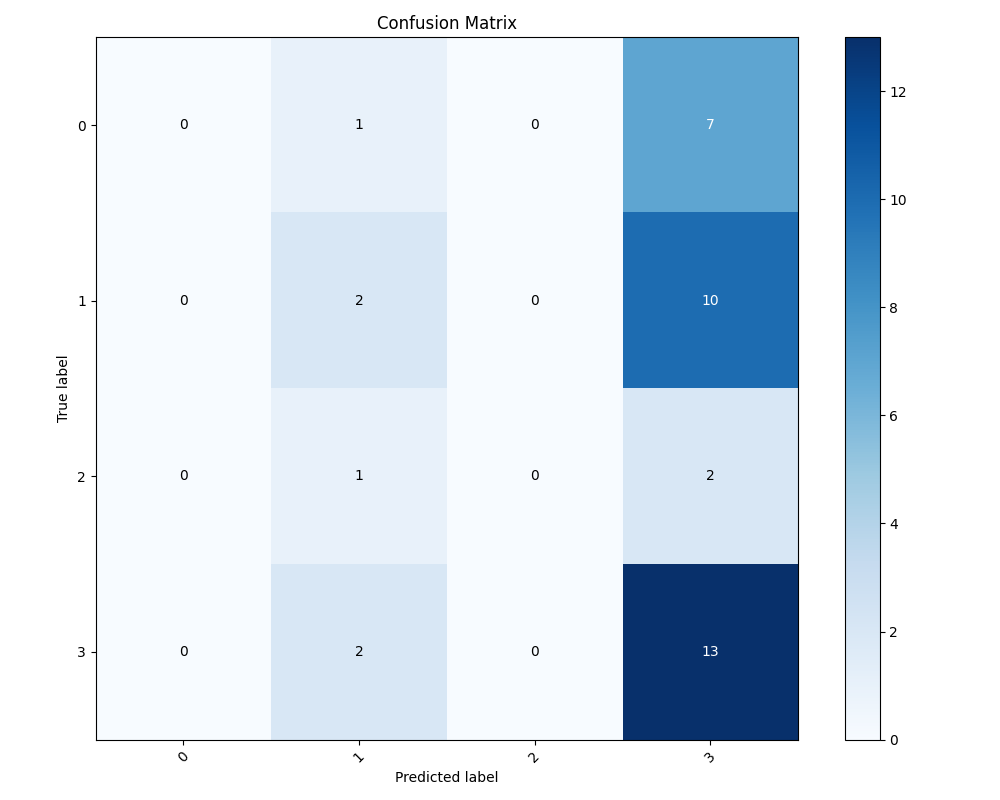 Confusion Matrix
0 0 1 0 7
1 0 2 0 10
2 0 1 0 2
3 0 2 0 13
0 1 2 3
True label
Predicted label
12
10
8
6
4
2
0